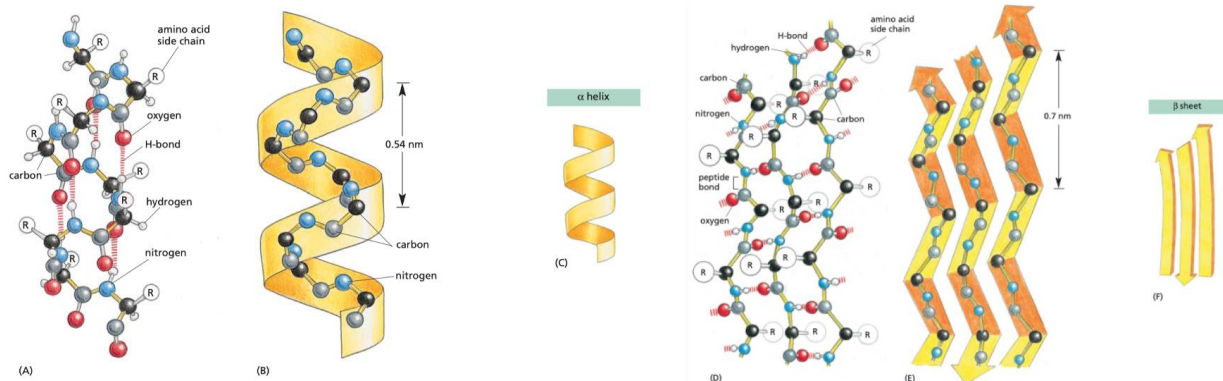 R
amino acid
side chain
R
R
oxygen
R
H-bond
carbon
R
hydrogen
R
nitrogen
R
R
(A)
0.54 nm
carbon
nitrogen
(B)
α helix
(C)
H-bond
amino acid
side chain
hydrogen
R
carbon
R
R
nitrogen
R
carbon
R
R
R
peptide
bond
R
R
oxygen
R
R
R
R
R
R
R
R
(D)
0.7 nm
(E)
β sheet
(F)